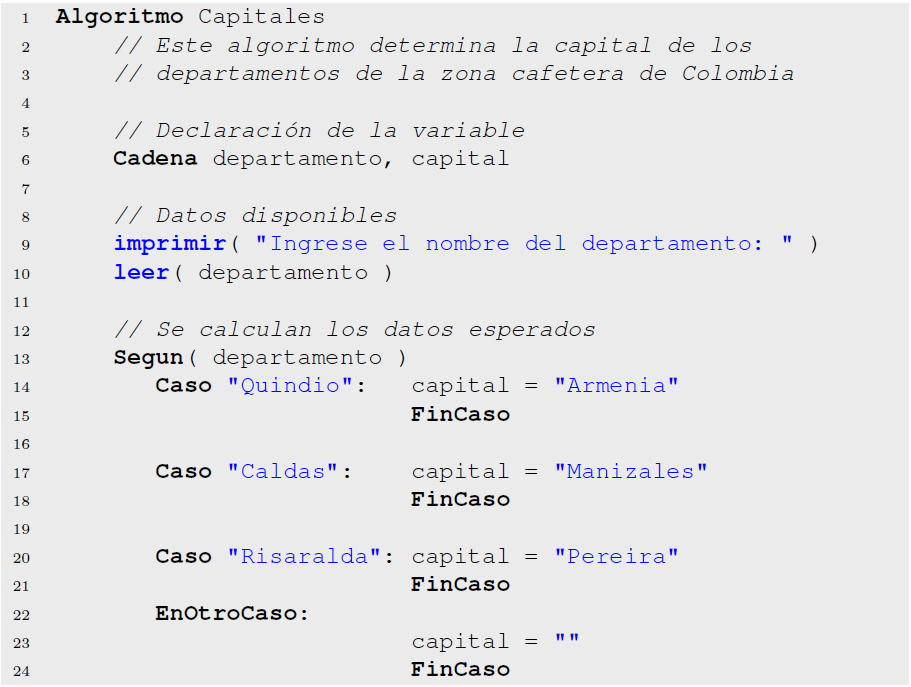 1 Algoritmo Capitales
2 // Este algoritmo determina la capital de los
3 // departamentos de la zona cafetera de Colombia
4
5 // Declaración de la variable
6 Cadena departamento, capital
7
8 // Datos disponibles
9 imprimir( "Ingrese el nombre del departamento: " )
10 leer( departamento )
11
12 // Se calculan los datos esperados
13 Segun( departamento )
14 Caso "Quindio": capital = "Armenia"
15 FinCaso
16
17 Caso "Caldas": capital = "Manizales"
18 FinCaso
19
20 Caso "Risaralda": capital = "Pereira"
21 FinCaso
22 EnOtroCaso:
23 capital = ""
24 FinCaso